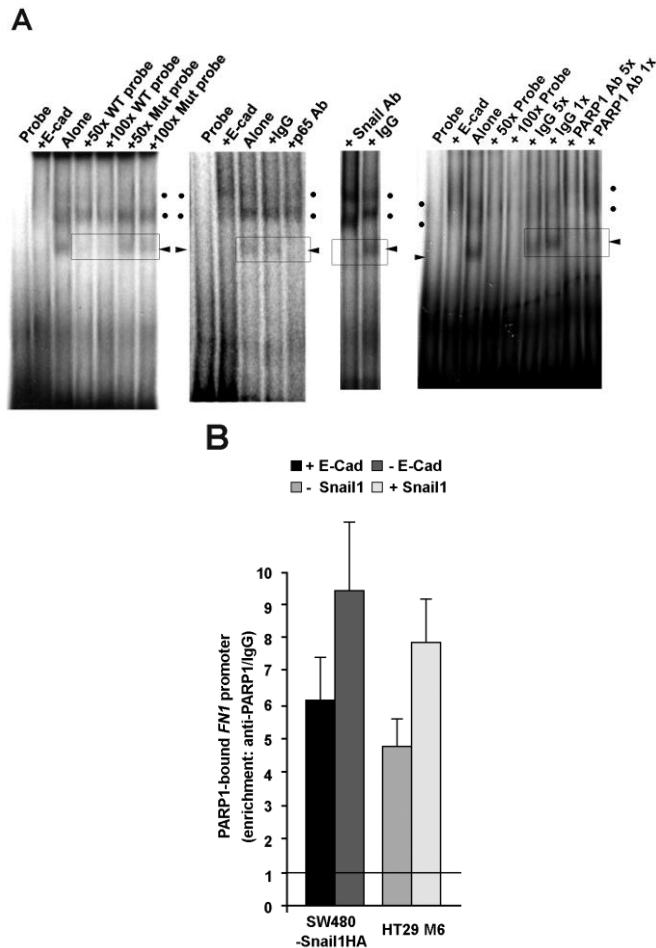 A
Probe
+E-cad
Alone
+50x WT probe
+100x WT probe
+50x Mut probe
+100x Mut probe
Probe
+E-cad
Alone
+IgG
+p65 Ab
+ Snail Ab
+ IgG
Probe
+ E-cad
Alone
+ 50x Probe
+ 100x Probe
+ IgG 5x
+ IgG 1x
+ PARP1 Ab 5x
+ PARP1 Ab 1x
B
+ E-Cad
- E-Cad
- Snail1
+ Snail1
PARP1-bound FN1 promoter
(enrichment: anti-PARP1/IgG)
10
9
8
7
6
5
4
3
2
1
0
SW480
-Snail1HA
HT29 M6